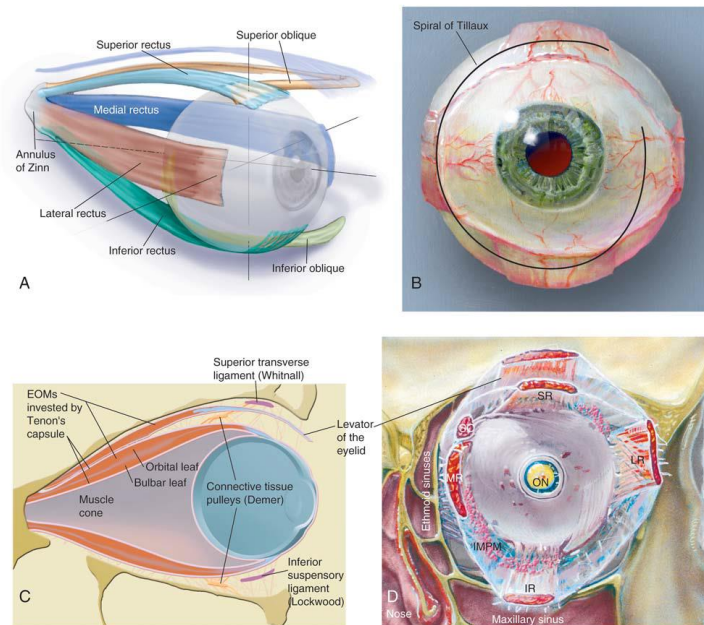 Superior rectus
Superior oblique
Medial rectus
Annulus
of Zinn
Lateral rectus
Inferior rectus
Inferior oblique
A
Spiral of Tillaux
B
Superior transverse
ligament (Whitnall)
EOMs
invested by
Tenon's
capsule
Levator
of the
eyelid
Orbital leaf
Bulbar leaf
Connective tissue
pulleys (Demer)
Muscle
cone
Inferior
suspensory
ligament
(Lockwood)
C
SR
SO
LR
MR
ON
Ethmoid sinuses
IMPM
IR
D
Nose
Maxillary sinus